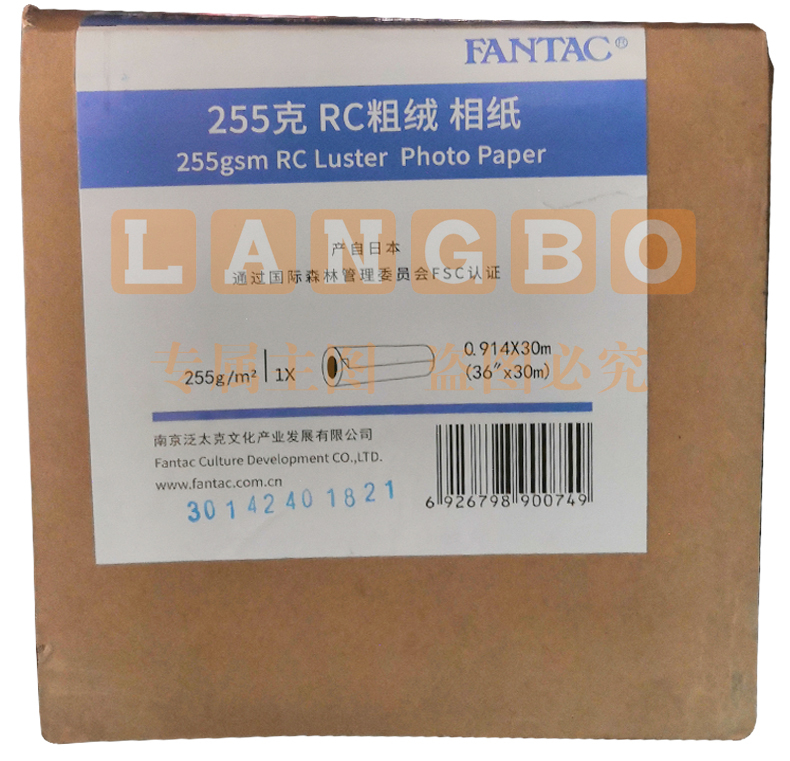 FANTAC®
255克 RC粗绒 相纸
255gsm RC Luster Photo Paper
LANGBO
产自日本
通过国际森林管理委员会FSC认证
专属主图 盗图必究
255g/m² | 1X
0.914X30m
(36″x30m)
南京泛太克文化产业发展有限公司
Fantac Culture Development CO.,LTD.
www.fantac.com.cn
301424401821
6 926798 900749